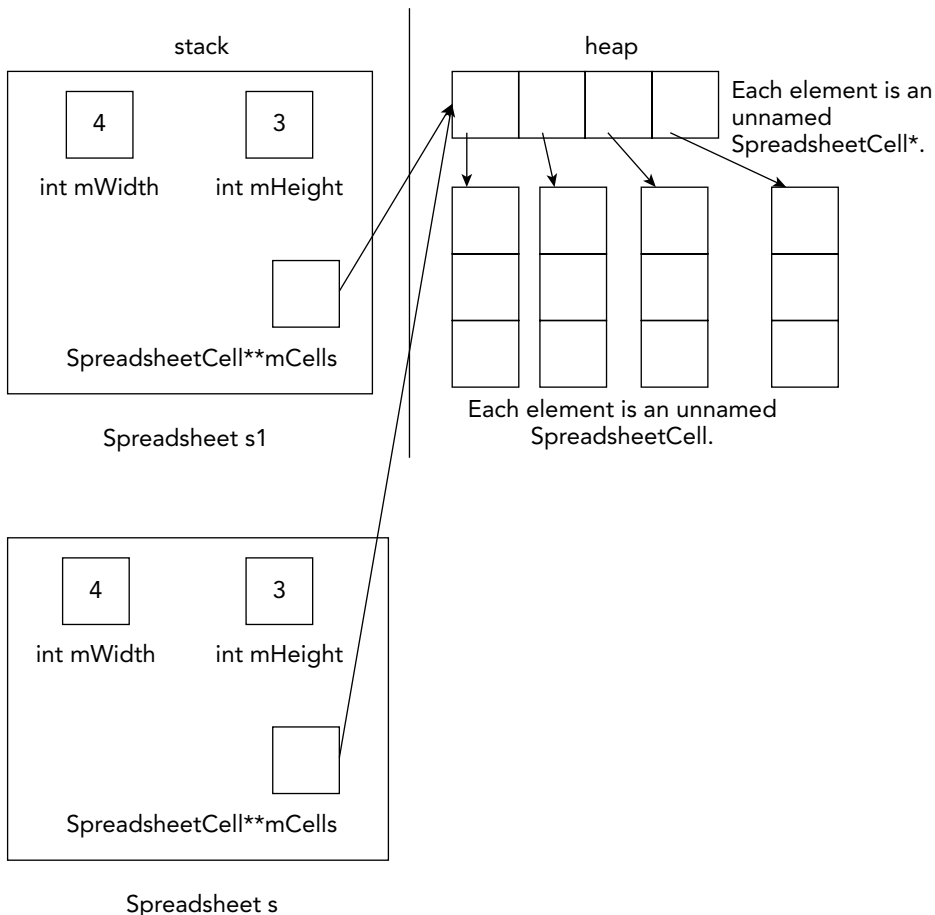 stack
heap
4
3
int mWidth
int mHeight
SpreadsheetCell**mCells
Spreadsheet s1
Each element is an
unnamed
SpreadsheetCell*.
Each element is an unnamed
SpreadsheetCell.
4
3
int mWidth
int mHeight
SpreadsheetCell**mCells
Spreadsheet s